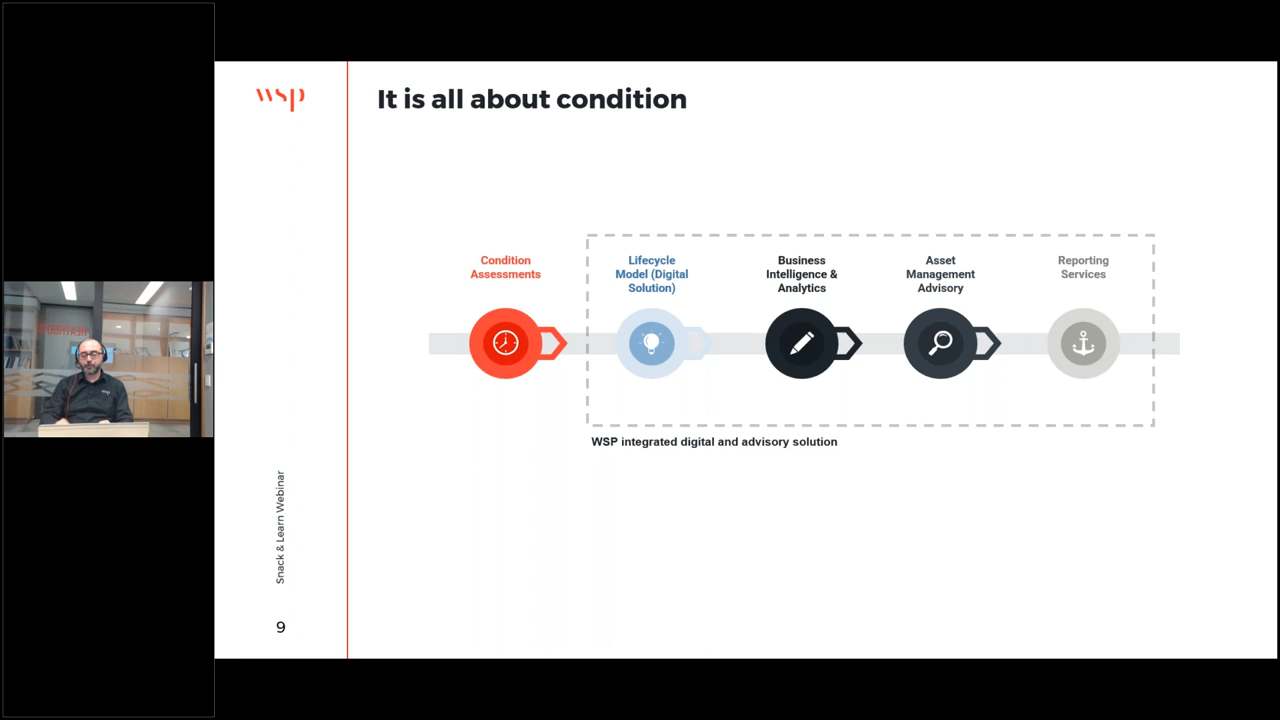 wsp
It is all about condition
Condition
Assessments
Lifecycle
Model (Digital
Solution)
Business
Intelligence &
Analytics
Asset
Management
Advisory
Reporting
Services
WSP integrated digital and advisory solution
Snack & Learn Webinar
9